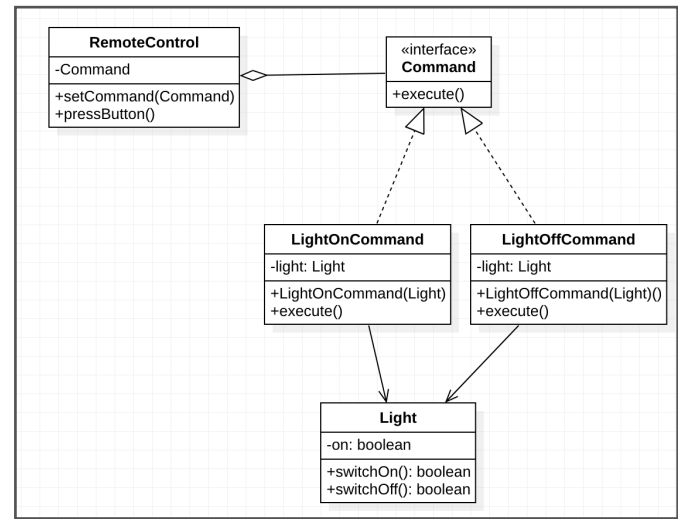 RemoteControl
-Command
+setCommand(Command)
+pressButton()
«interface»
Command
+execute()
LightOnCommand
-light: Light
+LightOnCommand(Light)
+execute()
LightOffCommand
-light: Light
+LightOffCommand(Light)()
+execute()
Light
-on: boolean
+switchOn(): boolean
+switchOff(): boolean